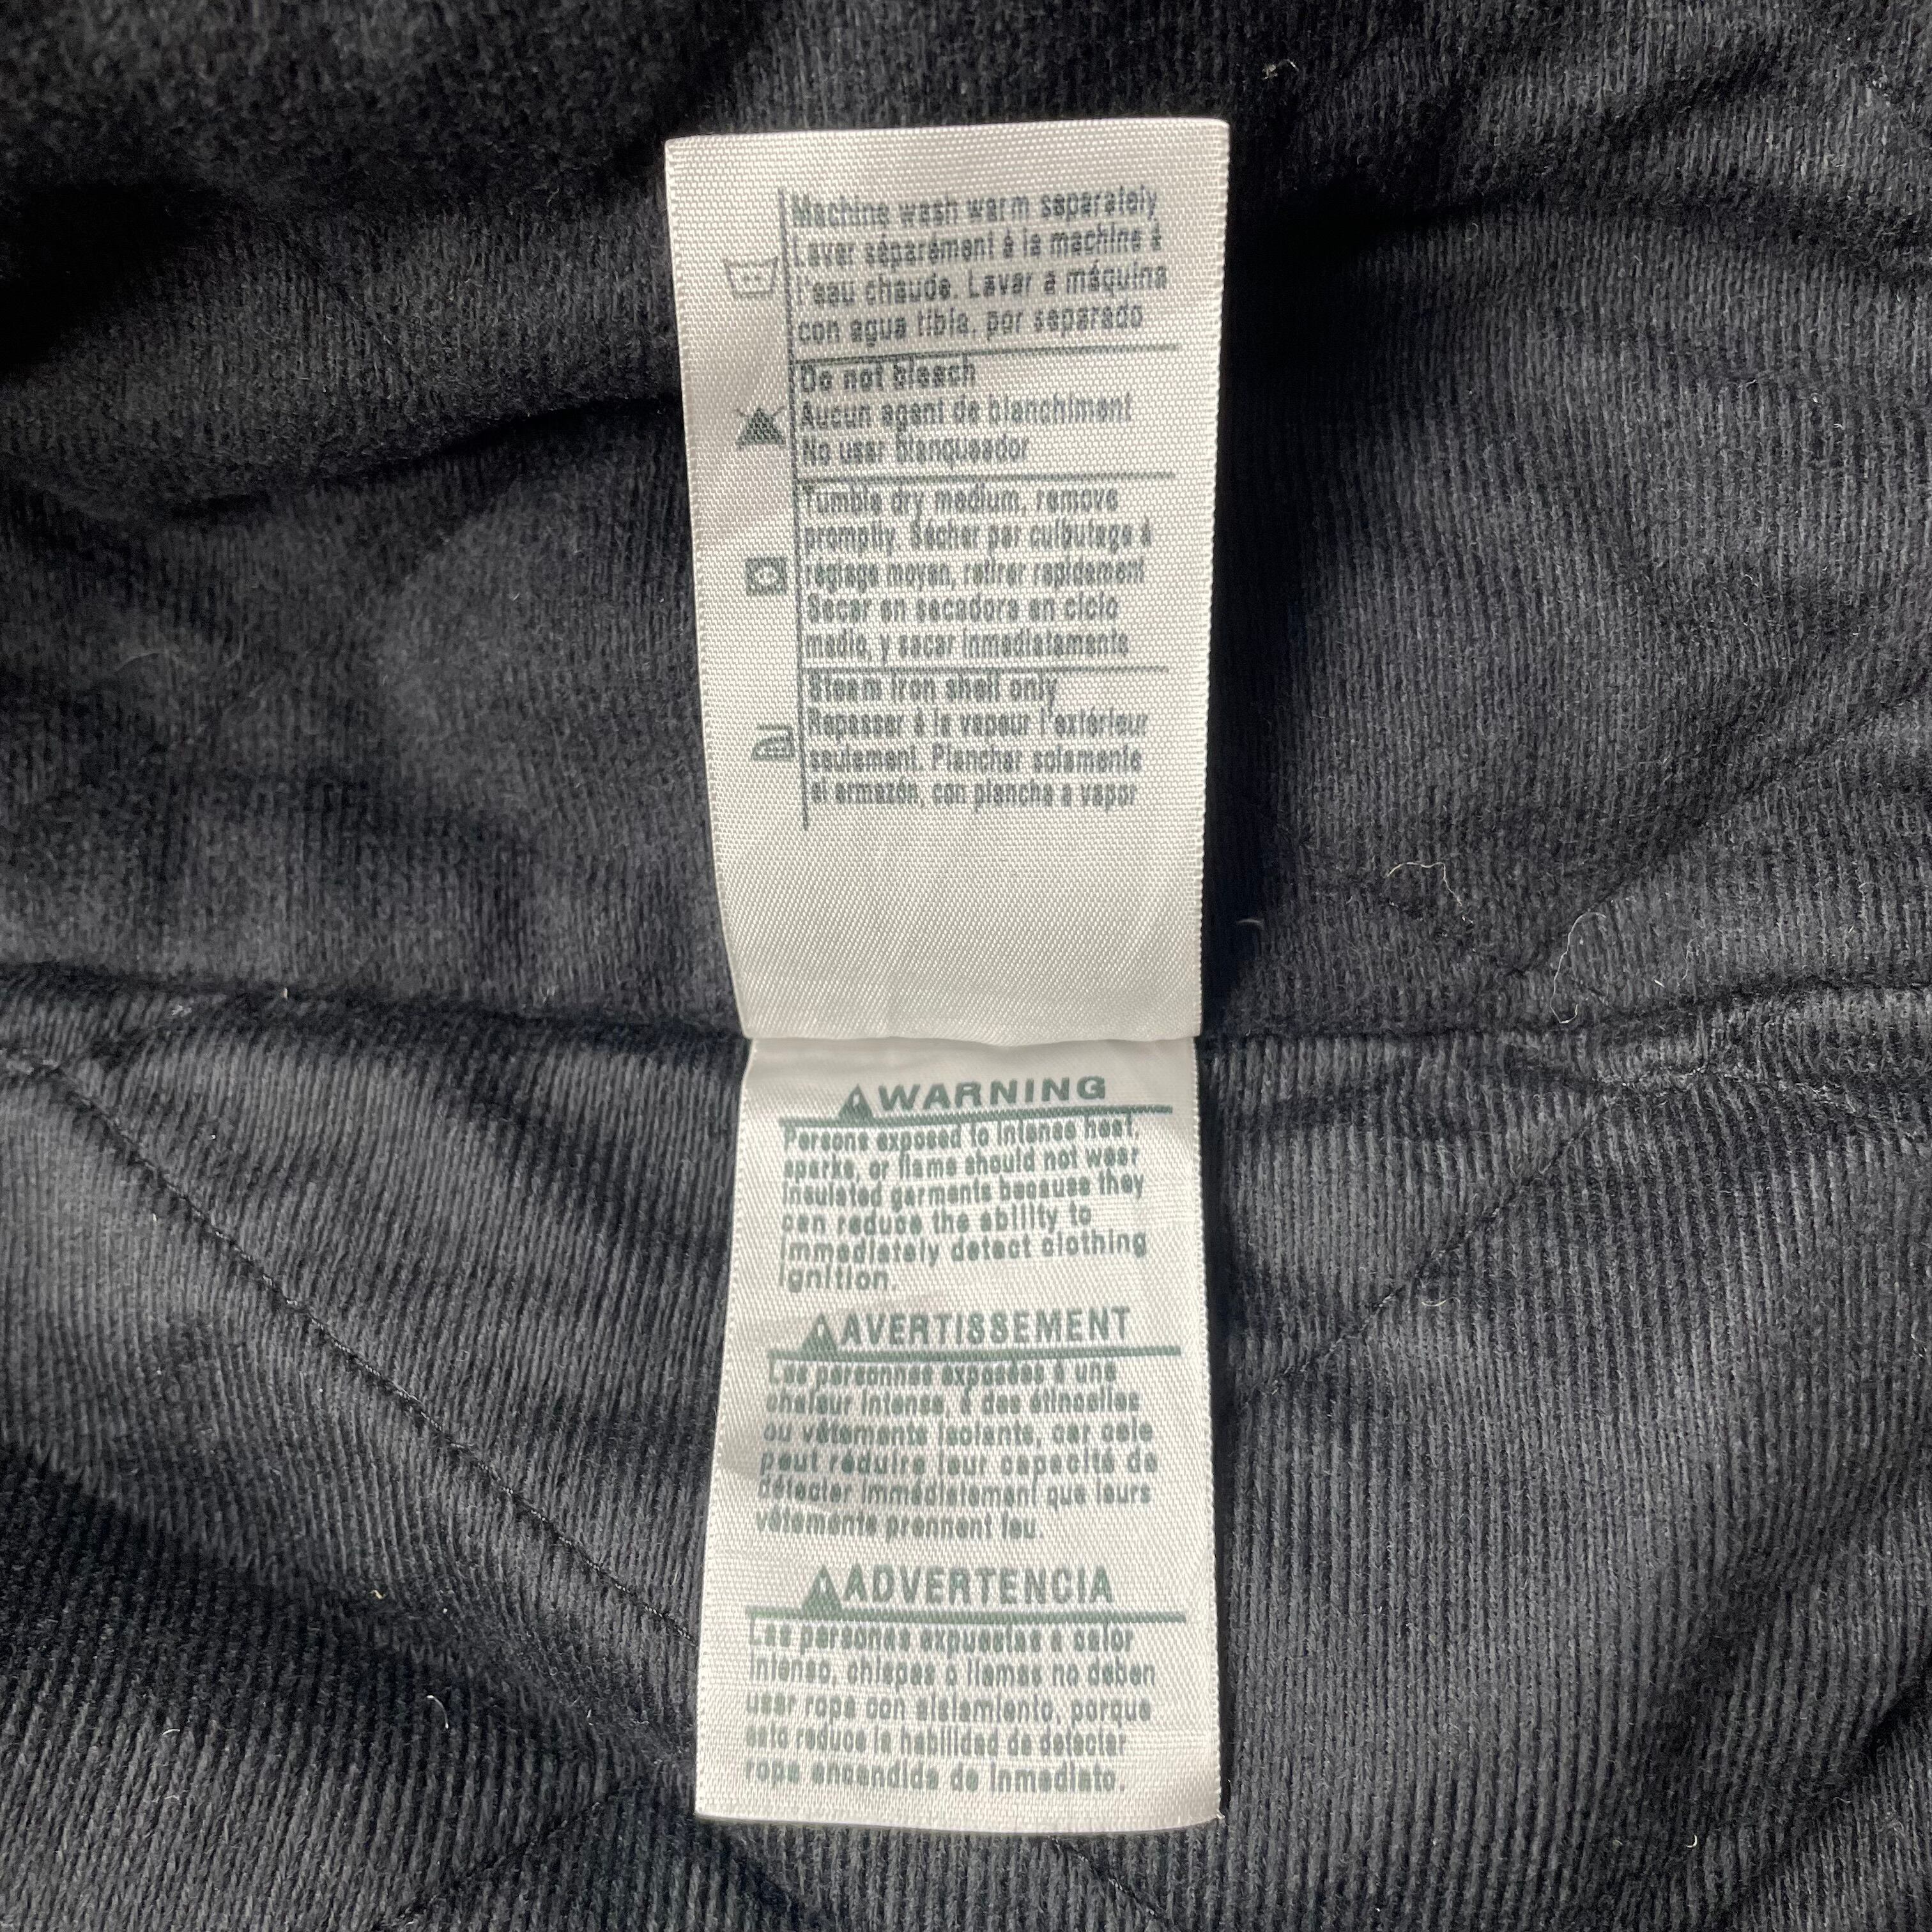 Machine wash warm separately
Laver séparément à la machine à
l'eau chaude. Lavar a máquina
con agua tibia, por separado
Do not bleach
Aucun agent de blanchiment
No usar blanqueador
Tumble dry medium, remove
promptly. Sécher par culbutage à
réglage moyen, retirer rapidement
Secar en secadora en ciclo
medio, y sacar inmediatamente
Steam iron shell only
Repasser à la vapeur l'extérieur
seulement. Planchar solamente
el armazón, con plancha a vapor
WARNING
Persons exposed to intense heat,
sparks, or flame should not wear
insulated garments because they
can reduce the ability to
immediately detect clothing
ignition.
AVERTISSEMENT
Les personnes exposées à une
chaleur intense, à des étincelles
ou vêtements isolants, car cela
peut réduire leur capacité de
détecter immédiatement que leurs
vêtements prennent feu.
ADVERTENCIA
Las personas expuestas a calor
intenso, chispas o llamas no deben
usar ropa con aislamiento, porque
esto reduce la habilidad de detectar
ropa encendida de inmediato.